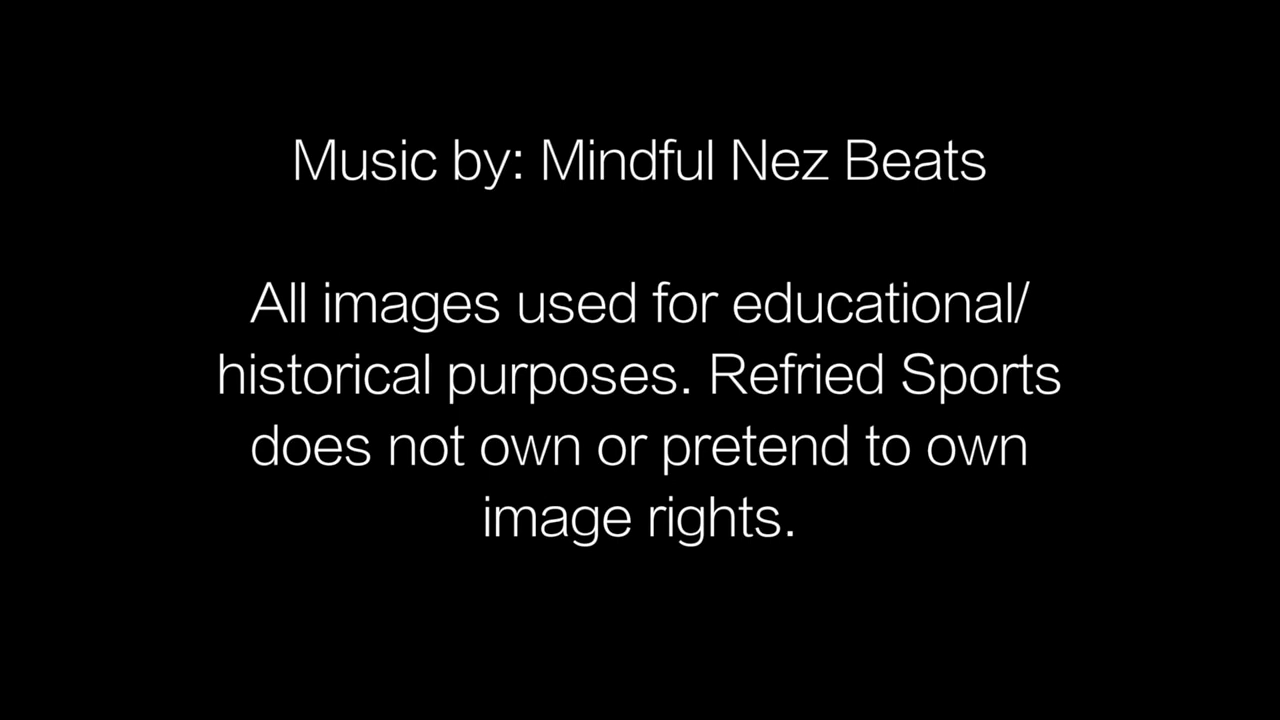 Music by: Mindful Nez Beats
All images used for educational/
historical purposes. Refried Sports
does not own or pretend to own
image rights.